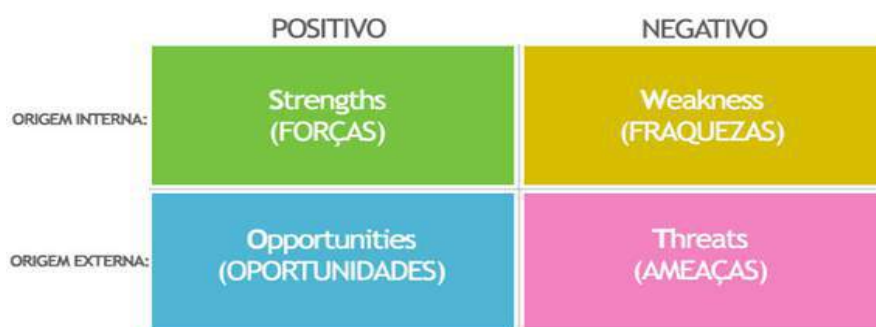 POSITIVO
NEGATIVO
ORIGEM INTERNA:
Strengths
(FORÇAS)
Weakness
(FRAQUEZAS)
ORIGEM EXTERNA:
Opportunities
(OPORTUNIDADES)
Threats
(AMEAÇAS)